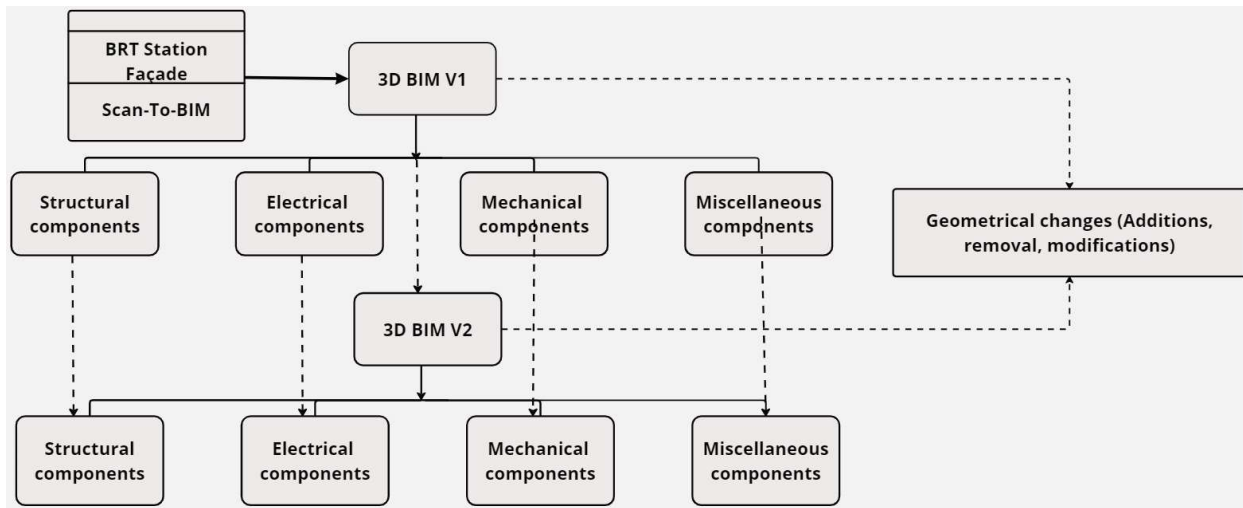 BRT Station
Façade
Scan-To-BIM
3D BIM V1
Structural
components
Electrical
components
Mechanical
components
Miscellaneous
components
Geometrical changes (Additions,
removal, modifications)
3D BIM V2
Structural
components
Electrical
components
Mechanical
components
Miscellaneous
components